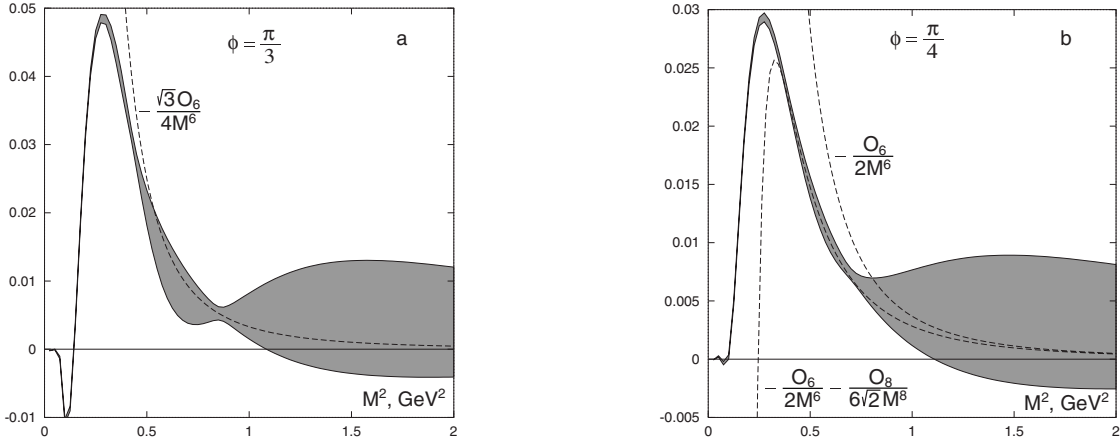 0.05
0.04
0.03
0.02
0.01
0
-0.01
0
0.5
1
1.5
2
ϕ = π/3
a
- √3O₆/4M⁶
M², GeV²
0.03
0.025
0.02
0.015
0.01
0.005
0
-0.005
0
0.5
1
1.5
2
ϕ = π/4
b
- O₆/2M⁶
- O₆/2M⁶ - O₈/6√2M⁸
M², GeV²